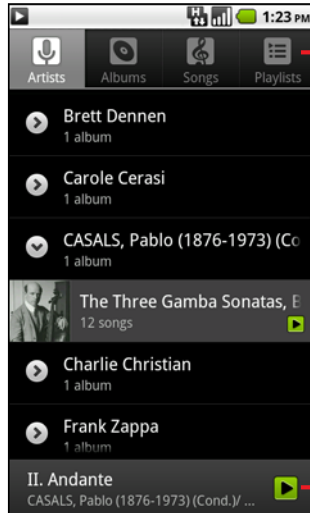 H 1:23 PM
Artists Albums Songs Playlists
Brett Dennen
1 album
Carole Cerasi
1 album
CASALS, Pablo (1876-1973) (Co
1 album
The Three Gamba Sonatas, B
12 songs
Charlie Christian
1 album
Frank Zappa
1 album
II. Andante
CASALS, Pablo (1876-1973) (Cond.)/ ...